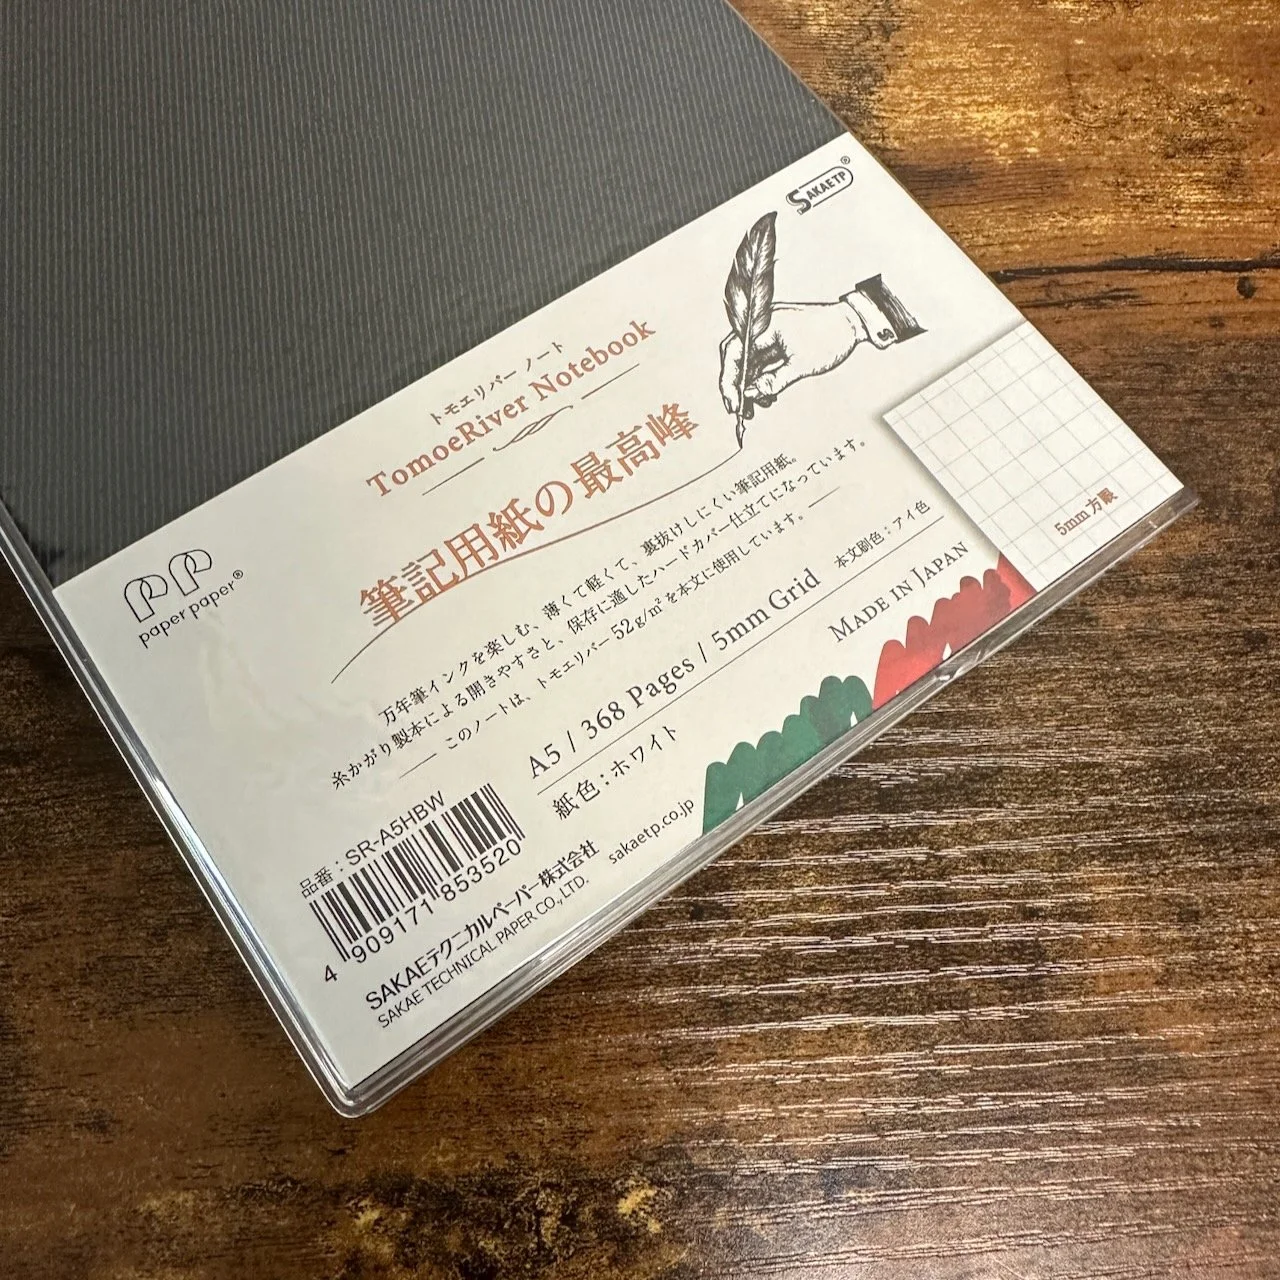 SAKAETP®
トモエリバー ノート
TomoeRiver Notebook
筆記用紙の最高峰
PP
paper paper®
万年筆インクを楽しむ、薄くて軽くて、裏抜けしにくい筆記用紙。
糸かがり製本による開きやすさと、保存に適したハードカバー仕立てになっています。
このノートは、トモエリバー52g/㎡を本文に使用しています。
5mm方眼
A5 / 368 Pages / 5mm Grid
本文刷色：アイ色
紙色：ホワイト
MADE IN JAPAN
品番：SR-A5HBW
4 909171 853520
SAKAEテクニカルペーパー株式会社
sakaetp.co.jp
SAKAE TECHNICAL PAPER CO.,LTD.